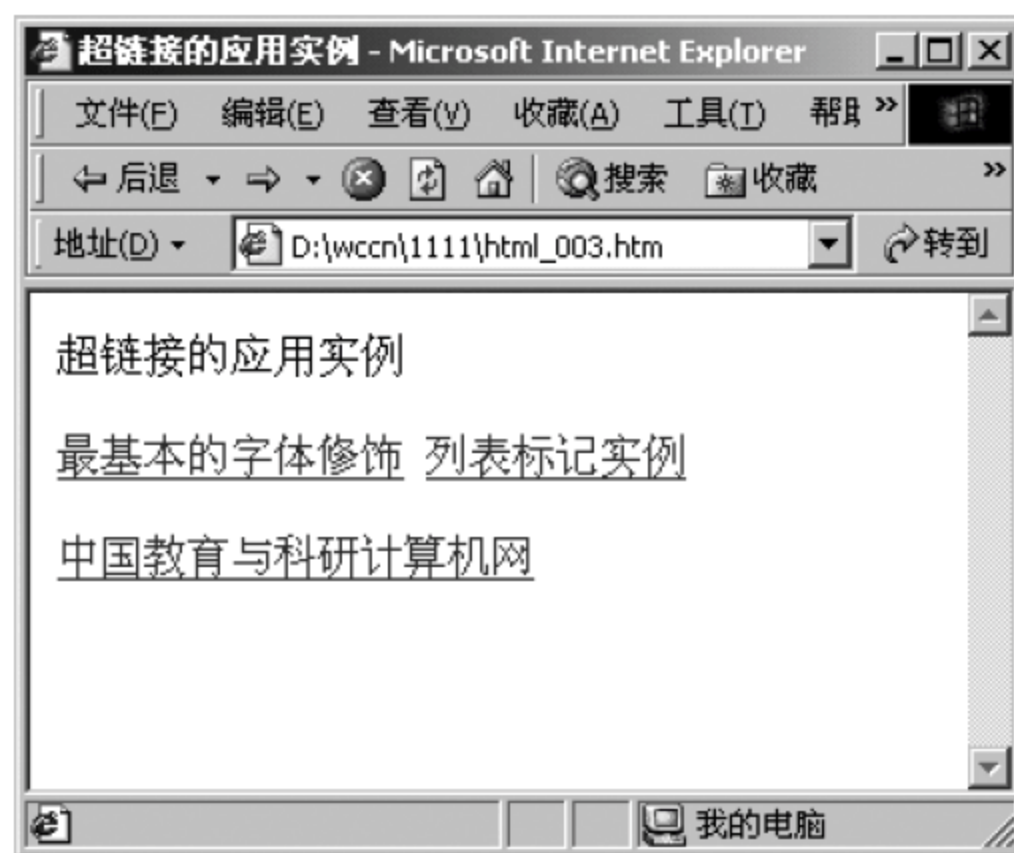 超链接的应用实例 - Microsoft Internet Explorer
文件(F) 编辑(E) 查看(V) 收藏(A) 工具(T) »
后退 搜索 收藏 »
地址(D) D:\wccn\1111\html_003.htm 转到
超链接的应用实例
最基本的字体修饰 列表标记实例
中国教育与科研计算机网
我的电脑